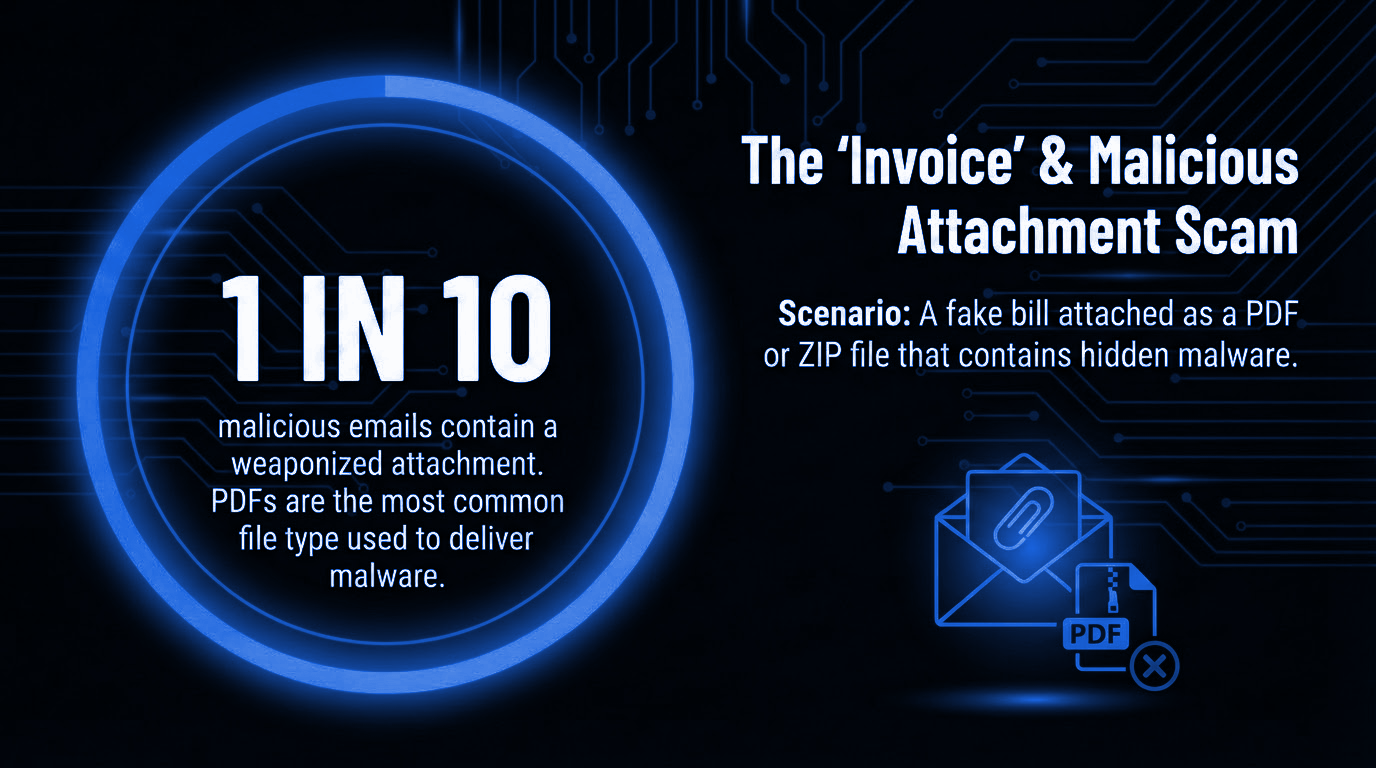 The ‘Invoice’ & Malicious
Attachment Scam
Scenario: A fake bill attached as a PDF
or ZIP file that contains hidden malware.
1 IN 10
malicious emails contain a
weaponized attachment.
PDFs are the most common
file type used to deliver
malware.
PDF